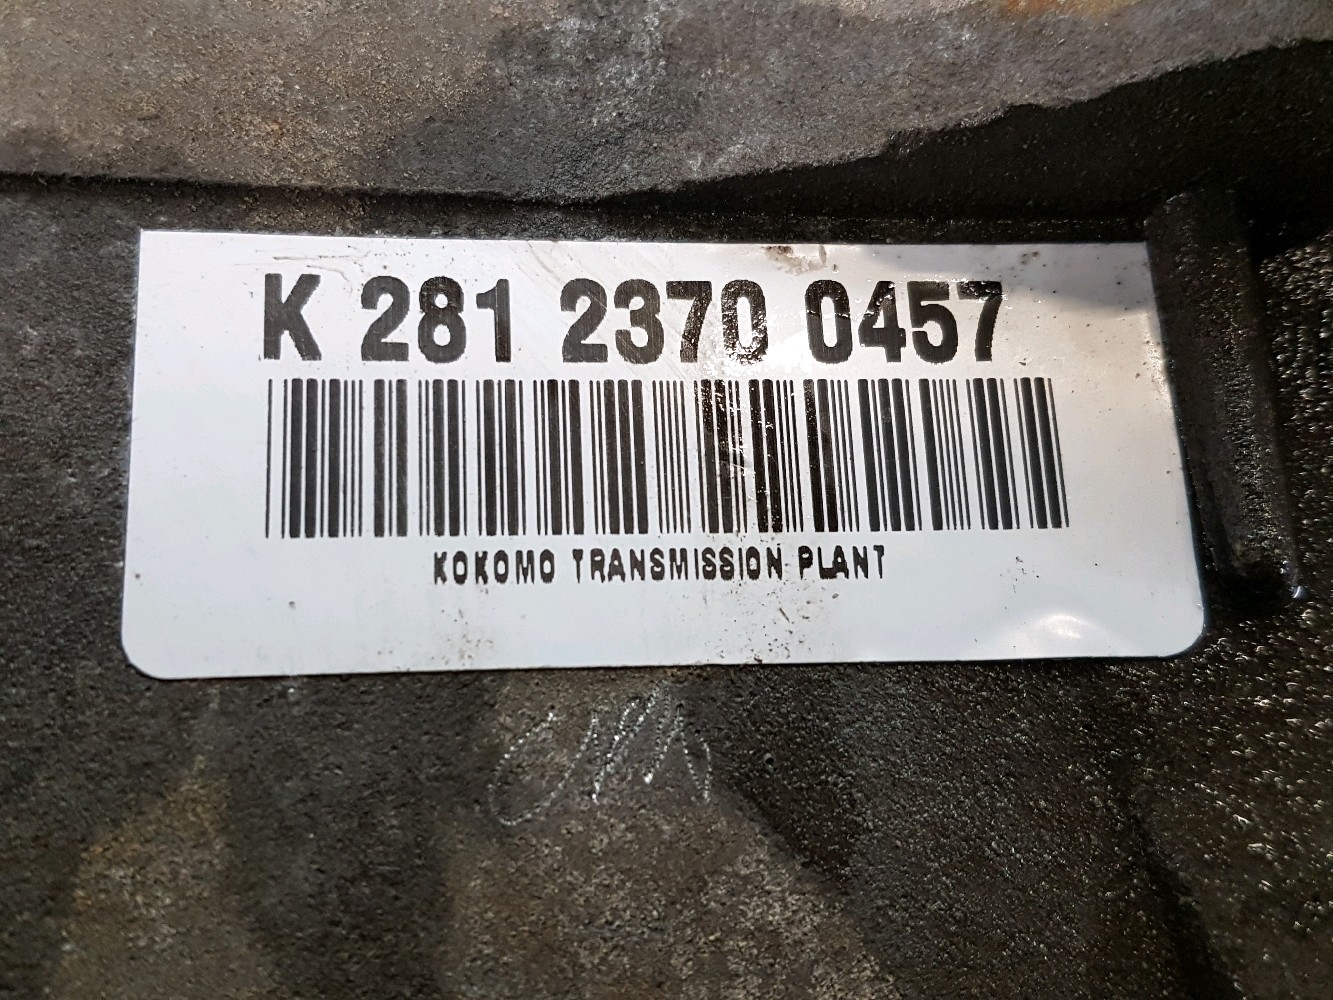 K 281 2370 0457
KOKOMO TRANSMISSION PLANT